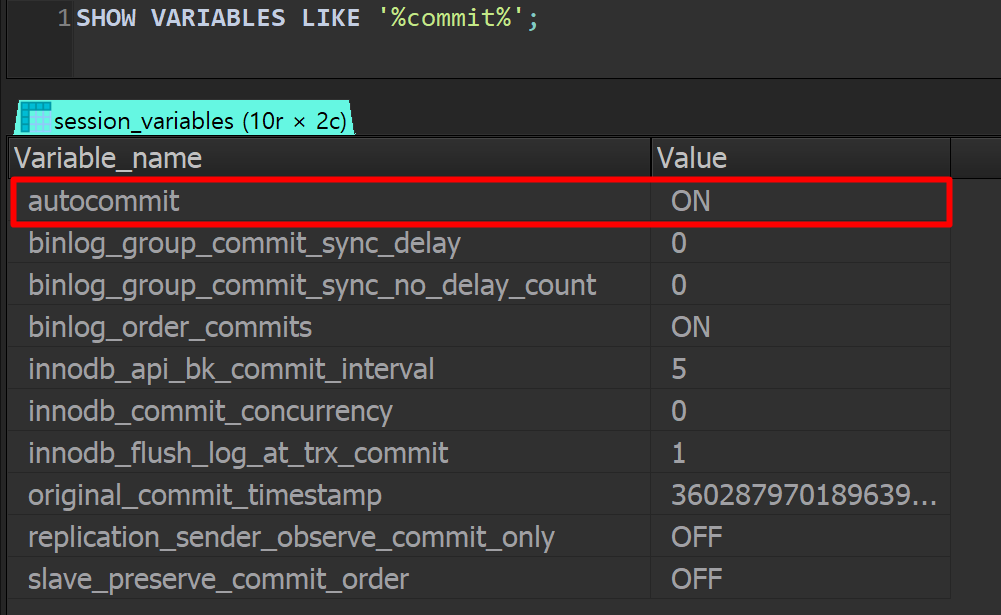 1 SHOW VARIABLES LIKE '%commit%';
session_variables (10r × 2c)
Variable_name Value
autocommit ON
binlog_group_commit_sync_delay 0
binlog_group_commit_sync_no_delay_count 0
binlog_order_commits ON
innodb_api_bk_commit_interval 5
innodb_commit_concurrency 0
innodb_flush_log_at_trx_commit 1
original_commit_timestamp 360287970189639...
replication_sender_observe_commit_only OFF
slave_preserve_commit_order OFF